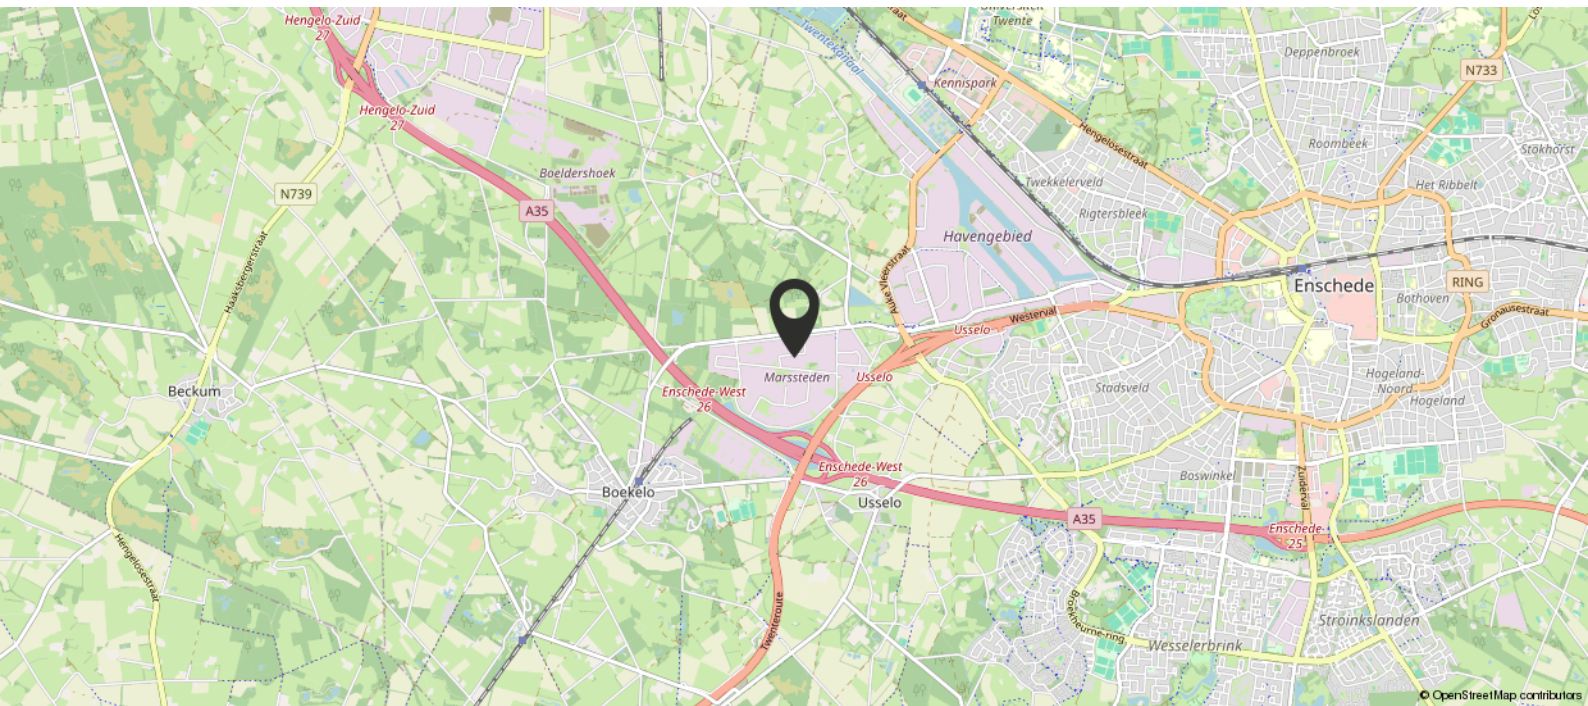 Hengelo-Zuid
27
Universiteit
Twente
Twentekanaal
Deppenbroek
N733
Kennispark
Hengelo-Zuid
27
Hengelosestraat
Roombeek
Stokhorst
Boeldershoek
N739
Twekkelerveld
Het Ribbelt
A35
Rigtersbleek
Havengebied
Haaksbergerstraat
Auke Vleerstraat
Enschede
RING
Bothoven
Westerval
Usselo
Gronausestraat
Marssteden
Usselo
Beckum
Enschede-West
26
Stadsveld
Hogeland-
Noord
Hogeland
Enschede-West
26
Boswinkel
Zuiderval
Boekelo
Usselo
A35
Enschede-
25
Hengelosestraat
Broekheurne-ring
Twenteroute
Stroinkslanden
Wesselerbrink
© OpenStreetMap contributors